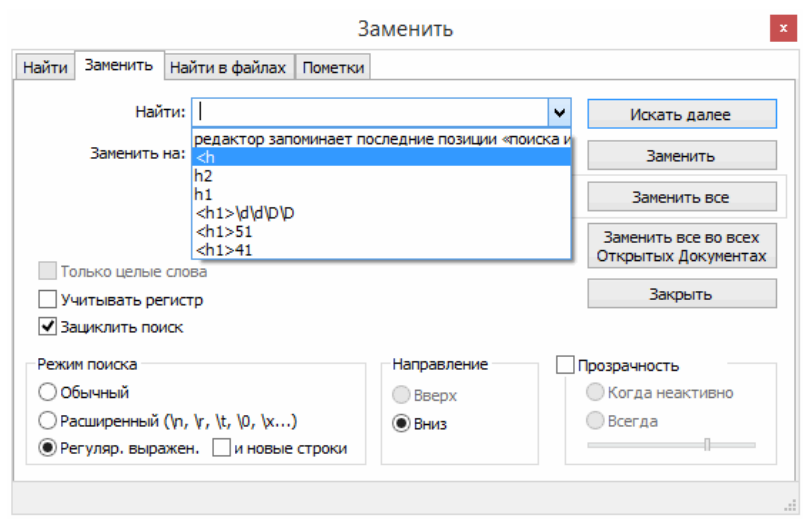 Заменить
x
Найти Заменить Найти в файлах Пометки
Найти:
Искать далее
редактор запоминает последние позиции «поиска и
Заменить на:
<h
Заменить
h2
h1
Заменить все
<h1>\d\d\D\D
<h1>51
<h1>41
Заменить все во всех
Открытых Документах
Только целые слова
Учитывать регистр
Закрыть
Зациклить поиск
Режим поиска
Направление
Прозрачность
Обычный
Вверх
Когда неактивно
Расширенный (\n, \r, \t, \0, \x...)
Вниз
Всегда
Регуляр. выражен. и новые строки